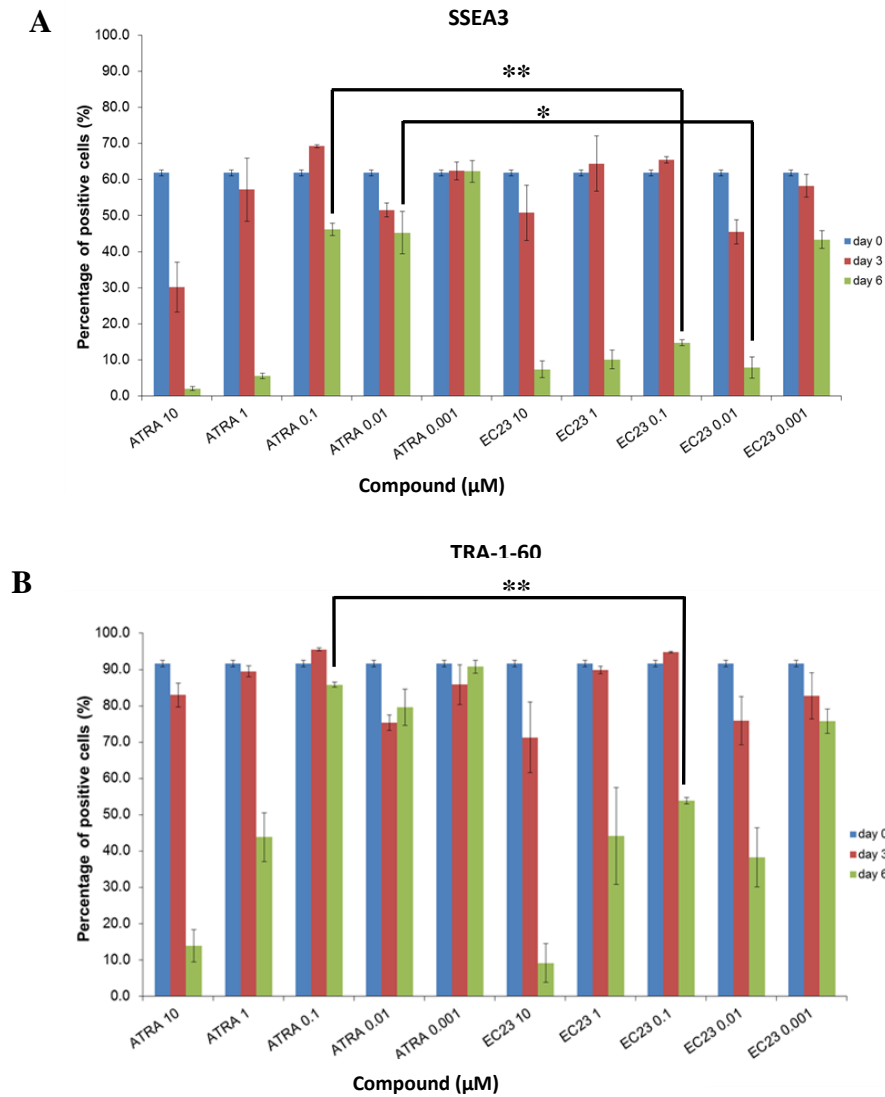 A
SSEA3
100.0
90.0
80.0
70.0
60.0
50.0
40.0
30.0
20.0
10.0
0.0
Percentage of positive cells (%)
**
*
day 0
day 3
day 6
ATRA 10
ATRA 1
ATRA 0.1
ATRA 0.01
ATRA 0.001
EC23 10
EC23 1
EC23 0.1
EC23 0.01
EC23 0.001
Compound (µM)
B
TRA-1-60
**
100.0
90.0
80.0
70.0
60.0
50.0
40.0
30.0
20.0
10.0
0.0
Percentage of positive cells (%)
day 0
day 3
day 6
ATRA 10
ATRA 1
ATRA 0.1
ATRA 0.01
ATRA 0.001
EC23 10
EC23 1
EC23 0.1
EC23 0.01
EC23 0.001
Compound (µM)